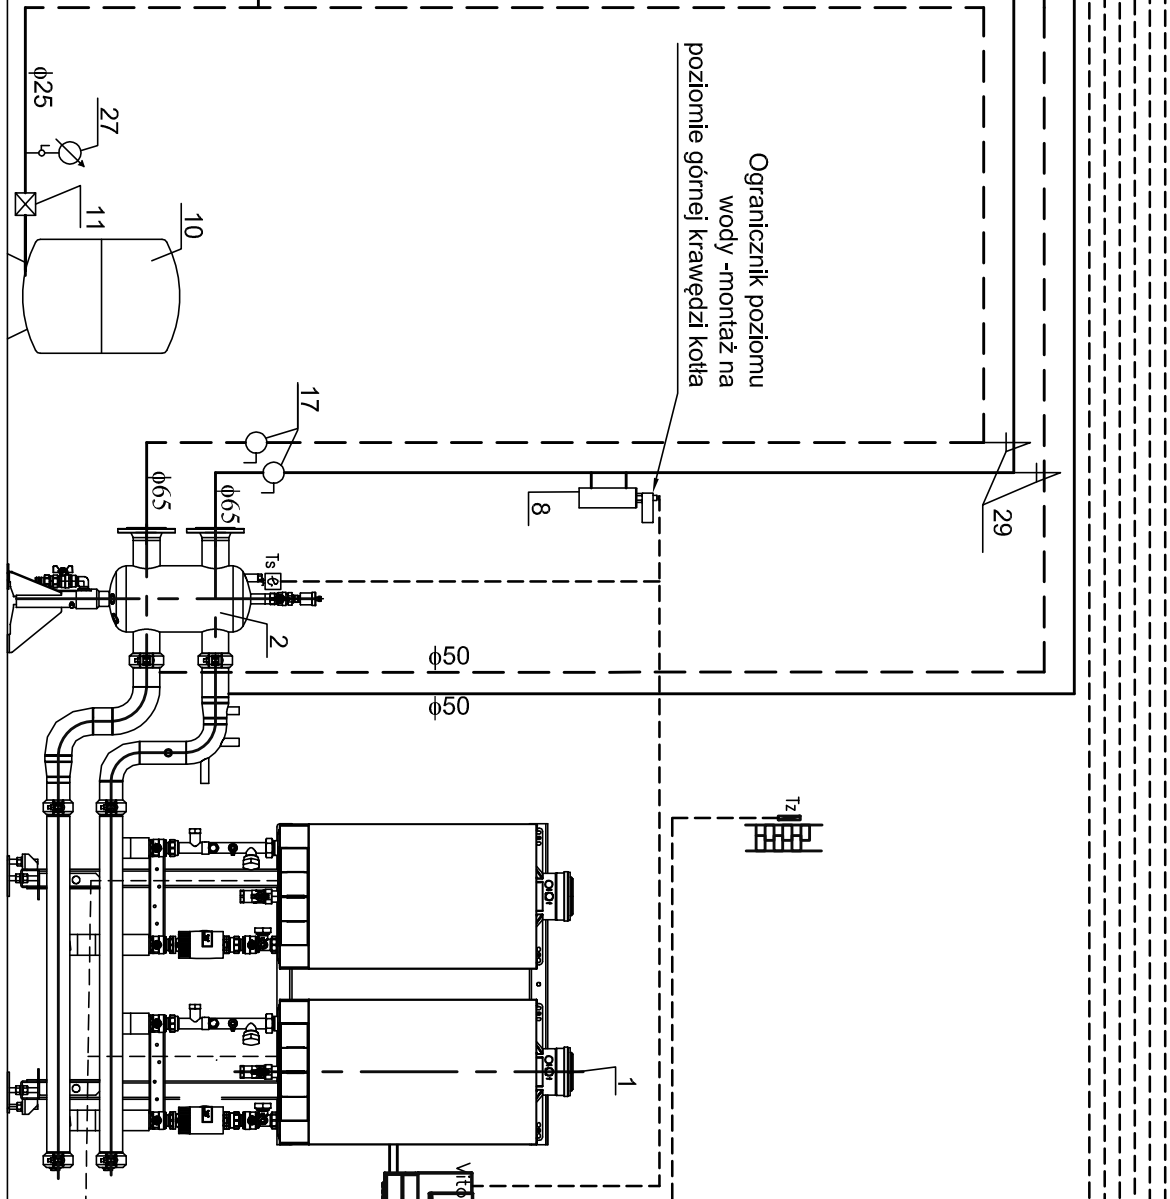 Ogranicznik poziomu
wody -montaż na
poziomie górnej krawędzi kotła
ϕ25
27
11
10
17
ϕ65
ϕ65
8
29
Ts
2
ϕ50
ϕ50
Tz
1
Vito